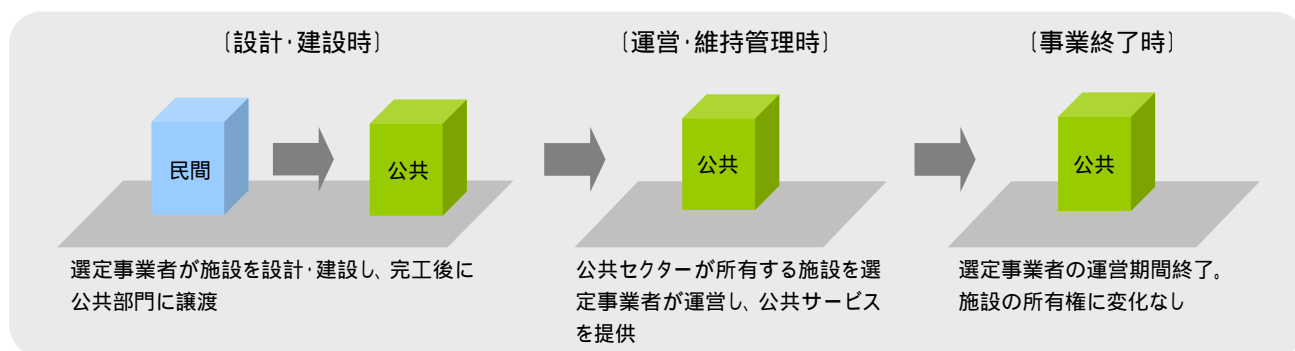 〔設計・建設時〕
〔運営・維持管理時〕
〔事業終了時〕
民間
公共
公共
公共
選定事業者が施設を設計・建設し、完工後に
公共部門に譲渡
公共セクターが所有する施設を選
定事業者が運営し、公共サービス
を提供
選定事業者の運営期間終了。
施設の所有権に変化なし